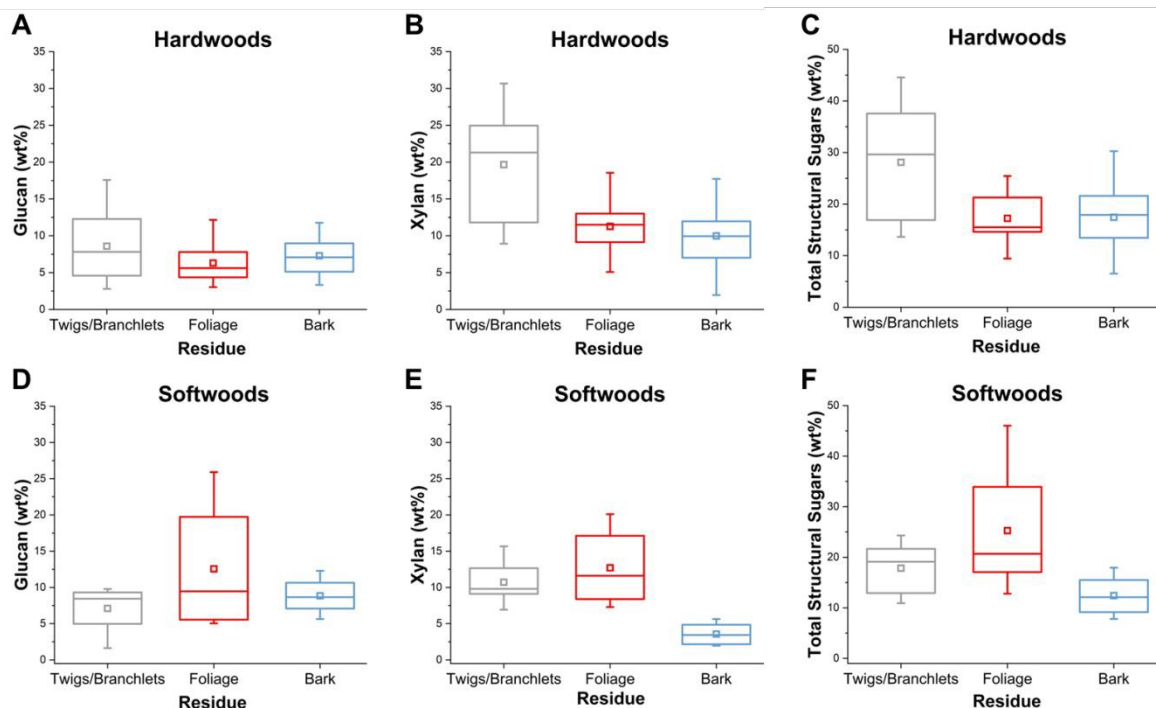 A
Hardwoods
Glucan (wt%)
35
30
25
20
15
10
5
0
Twigs/Branchlets Foliage Bark
Residue
B
Hardwoods
Xylan (wt%)
35
30
25
20
15
10
5
0
Twigs/Branchlets Foliage Bark
Residue
C
Hardwoods
Total Structural Sugars (wt%)
50
40
30
20
10
0
Twigs/Branchlets Foliage Bark
Residue
D
Softwoods
Glucan (wt%)
35
30
25
20
15
10
5
0
Twigs/Branchlets Foliage Bark
Residue
E
Softwoods
Xylan (wt%)
35
30
25
20
15
10
5
0
Twigs/Branchlets Foliage Bark
Residue
F
Softwoods
Total Structural Sugars (wt%)
50
40
30
20
10
0
Twigs/Branchlets Foliage Bark
Residue